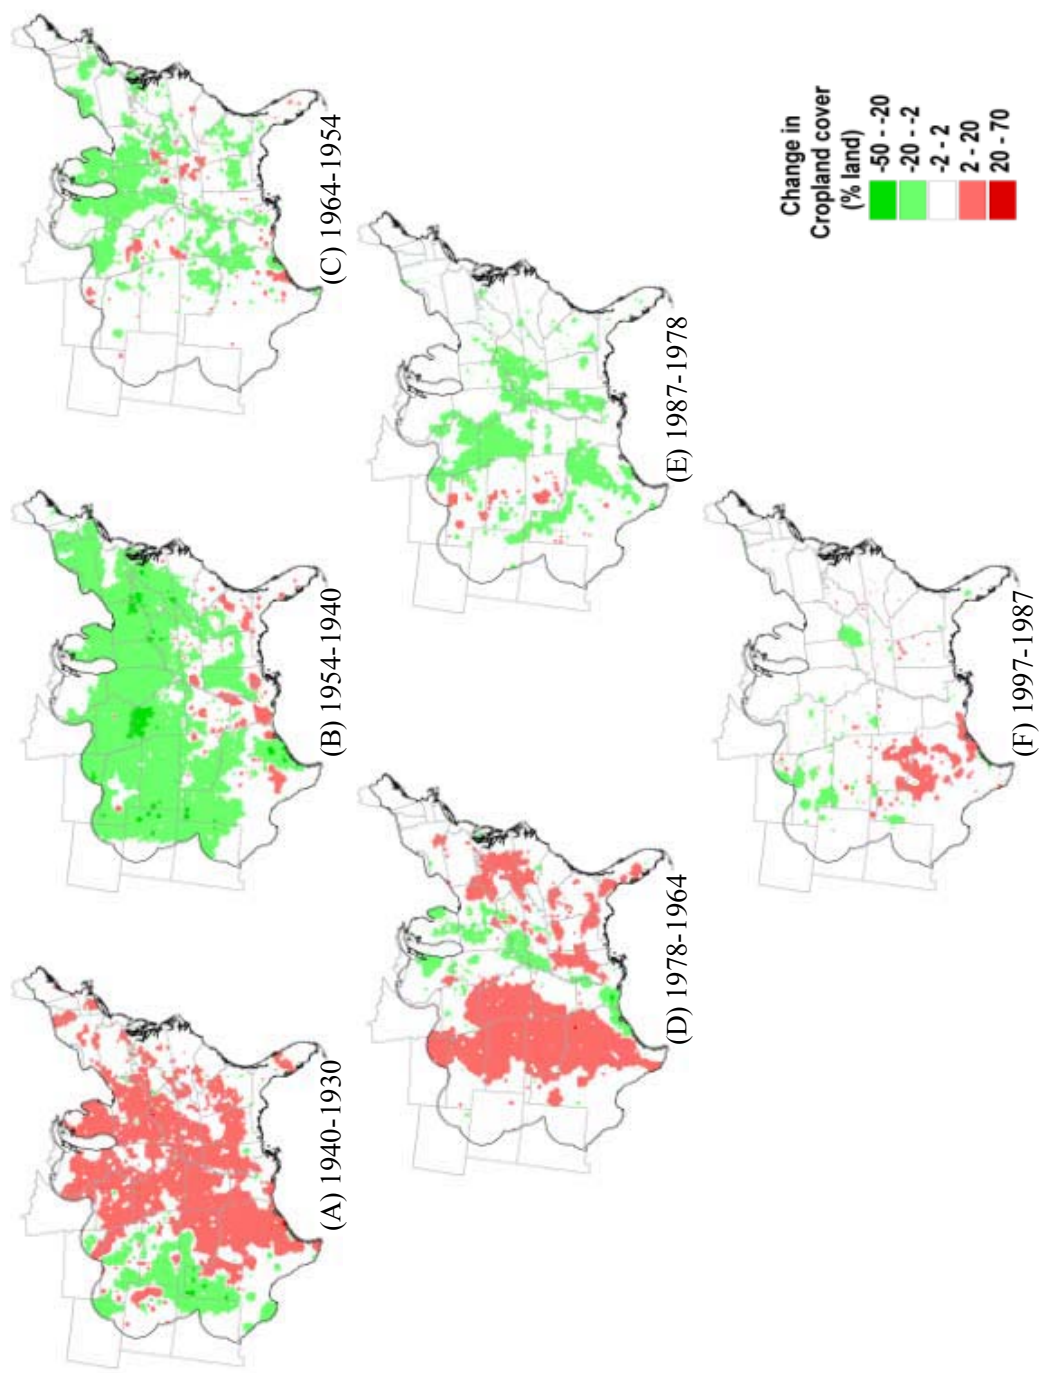 (A) 1940-1930
(B) 1954-1940
(C) 1964-1954
(D) 1978-1964
(E) 1987-1978
(F) 1997-1987
Change in
Cropland cover
(% land)
-50 - -20
-20 - -2
-2 - 2
2 - 20
20 - 70